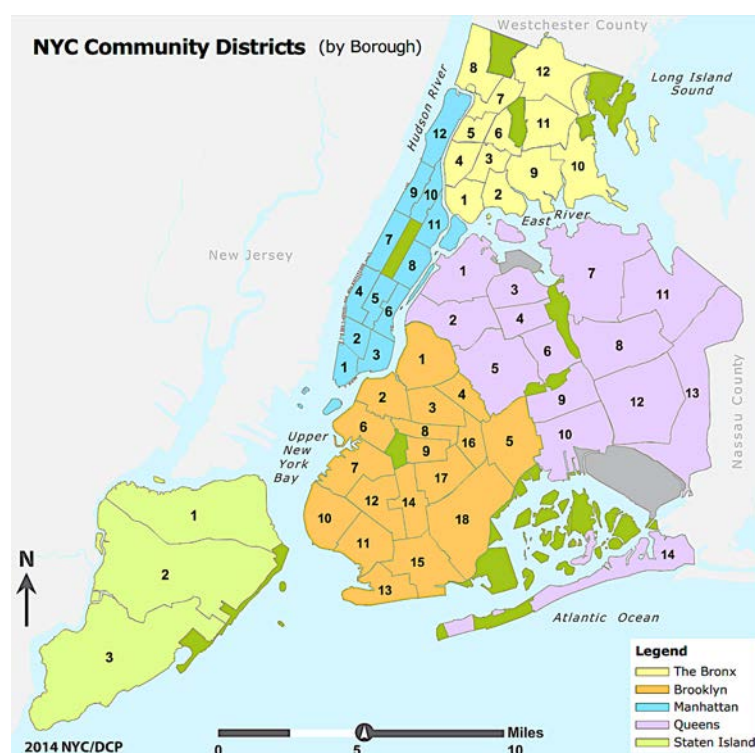 NYC Community Districts (by Borough)
Westchester County
Long Island
Sound
Hudson River
8
12
7
12
11
5
6
4
3
9
10
9
10
1
2
11
East River
New Jersey
7
8
1
7
3
11
4
5
6
2
4
8
2
3
1
6
1
5
13
2
4
9
12
3
6
8
5
Upper
New
York
Bay
9
16
10
Nassau County
7
17
12
14
10
18
1
11
14
2
15
13
N
Atlantic Ocean
3
Legend
The Bronx
Brooklyn
Manhattan
Queens
Staten Island
Miles
2014 NYC/DCP
0
5
10